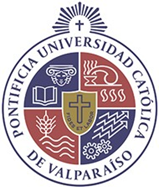 PONTIFICIA UNIVERSIDAD CATÓLICA
DE VALPARAÍSO